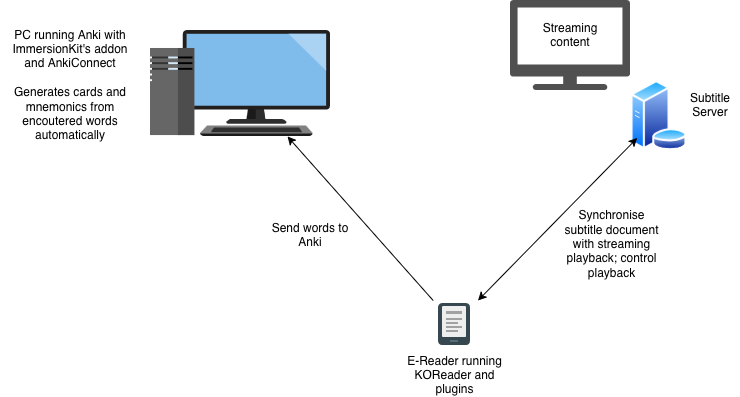 PC running Anki with
ImmersionKit's addon
and AnkiConnect
Generates cards and
mnemonics from
encoutered words
automatically
Streaming
content
Subtitle
Server
Send words to
Anki
Synchronise
subtitle document
with streaming
playback; control
playback
E-Reader running
KOReader and
plugins